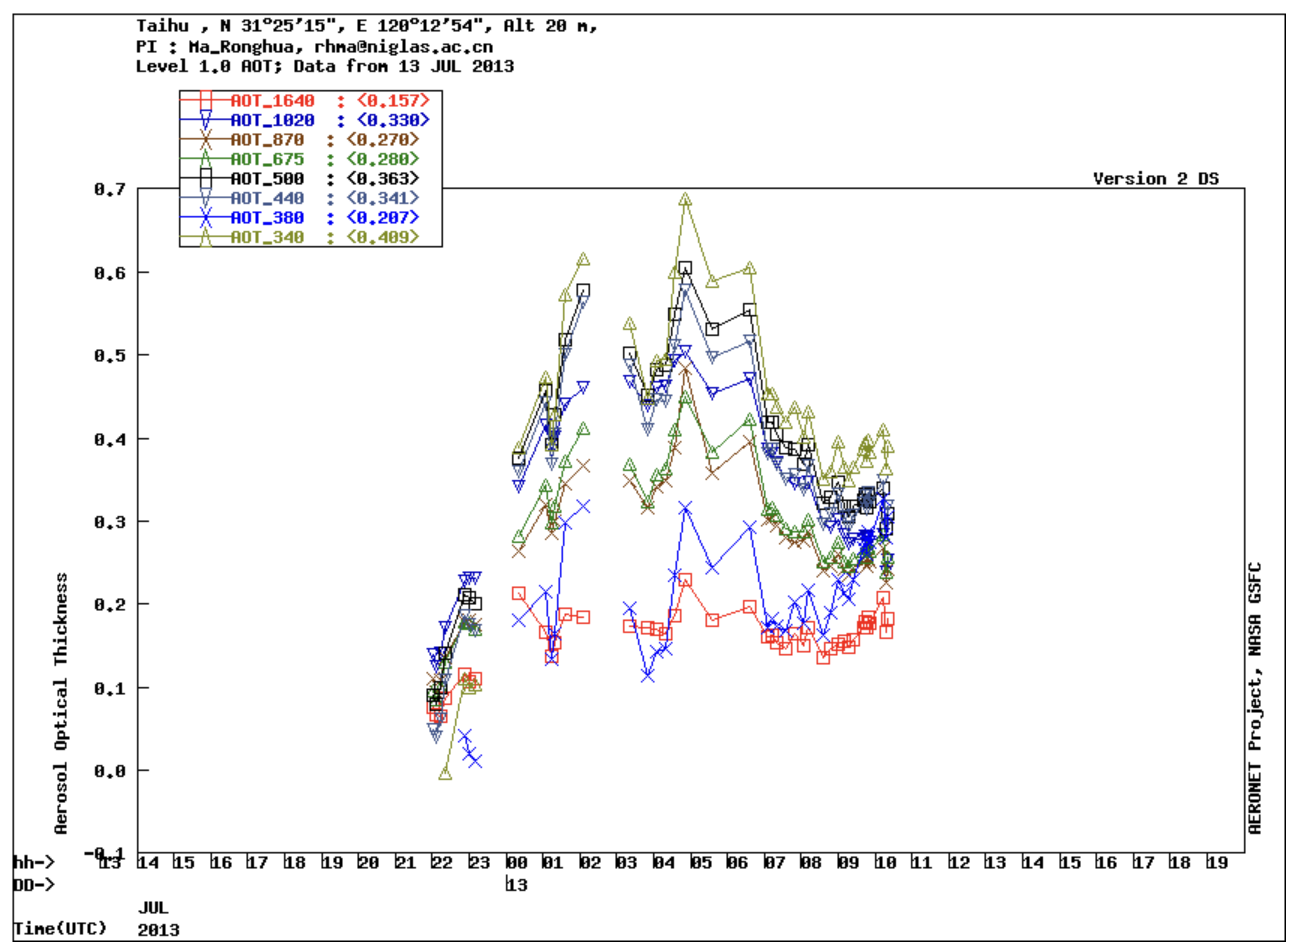 Taihu , N 31°25'15", E 120°12'54", Alt 20 m,
PI : Ma_Ronghua, rhma@niglas.ac.cn
Level 1.0 AOT; Data from 13 JUL 2013
AOT_1640 : <0.157>
AOT_1020 : <0.330>
AOT_870 : <0.270>
AOT_675 : <0.280>
AOT_500 : <0.363>
AOT_440 : <0.341>
AOT_380 : <0.207>
AOT_340 : <0.409>
Version 2 DS
0.7
0.6
0.5
0.4
0.3
0.2
0.1
0.0
-0.1
Aerosol Optical Thickness
AERONET Project, NASA GSFC
hh-> 13 14 15 16 17 18 19 20 21 22 23 00 01 02 03 04 05 06 07 08 09 10 11 12 13 14 15 16 17 18 19
DD-> 13
JUL
Time(UTC) 2013